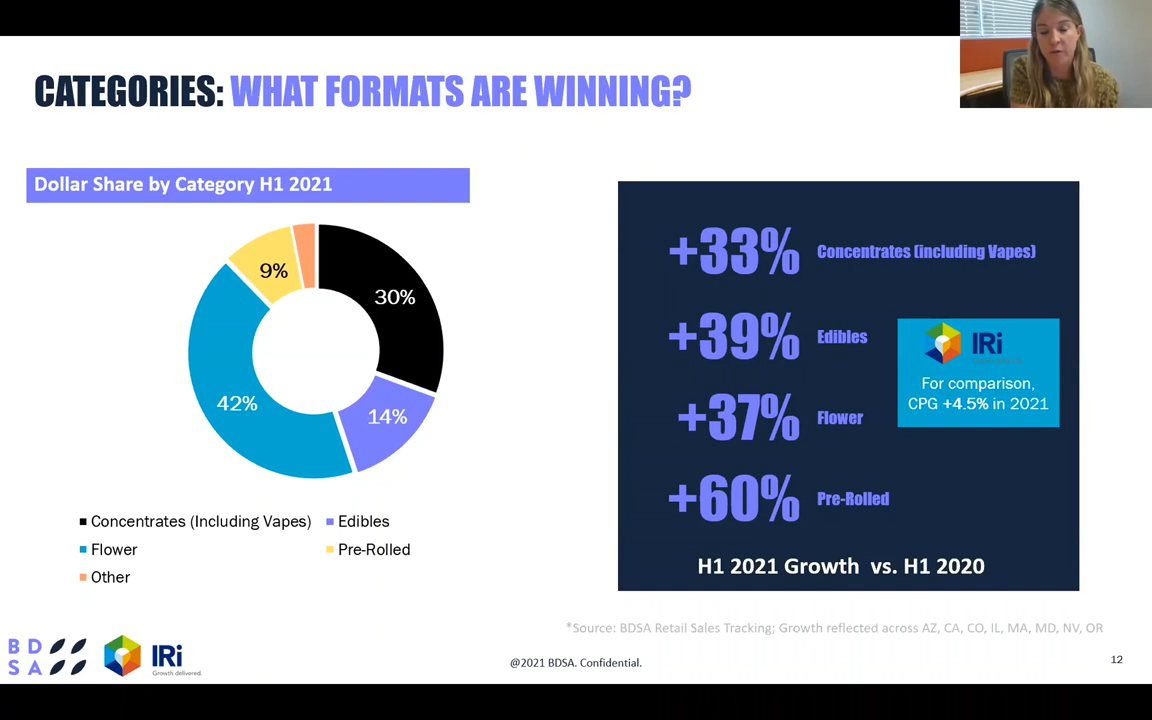 CATEGORIES: WHAT FORMATS ARE WINNING?
Dollar Share by Category H1 2021
9%
30%
42%
14%
Concentrates (Including Vapes)
Edibles
Flower
Pre-Rolled
Other
+33% Concentrates (including Vapes)
+39% Edibles
+37% Flower
+60% Pre-Rolled
IRi
For comparison,
CPG +4.5% in 2021
H1 2021 Growth vs. H1 2020
*Source: BDSA Retail Sales Tracking; Growth reflected across AZ, CA, CO, IL, MA, MD, NV, OR
BD
SA
IRi
Growth delivered.
@2021 BDSA. Confidential.
12